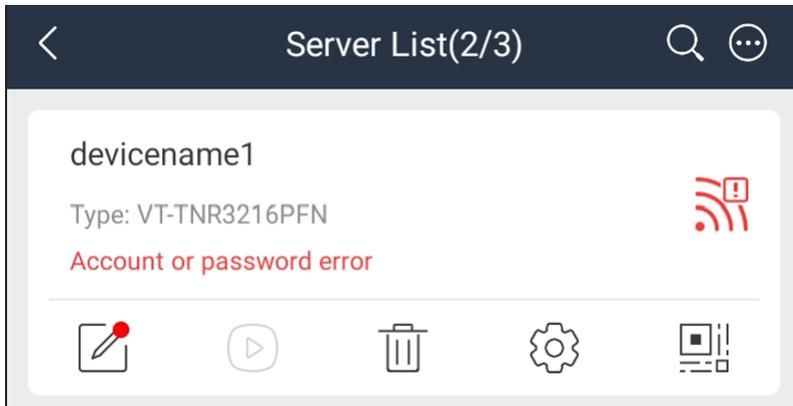 Server List(2/3)
devicename1
Type: VT-TNR3216PFN
Account or password error